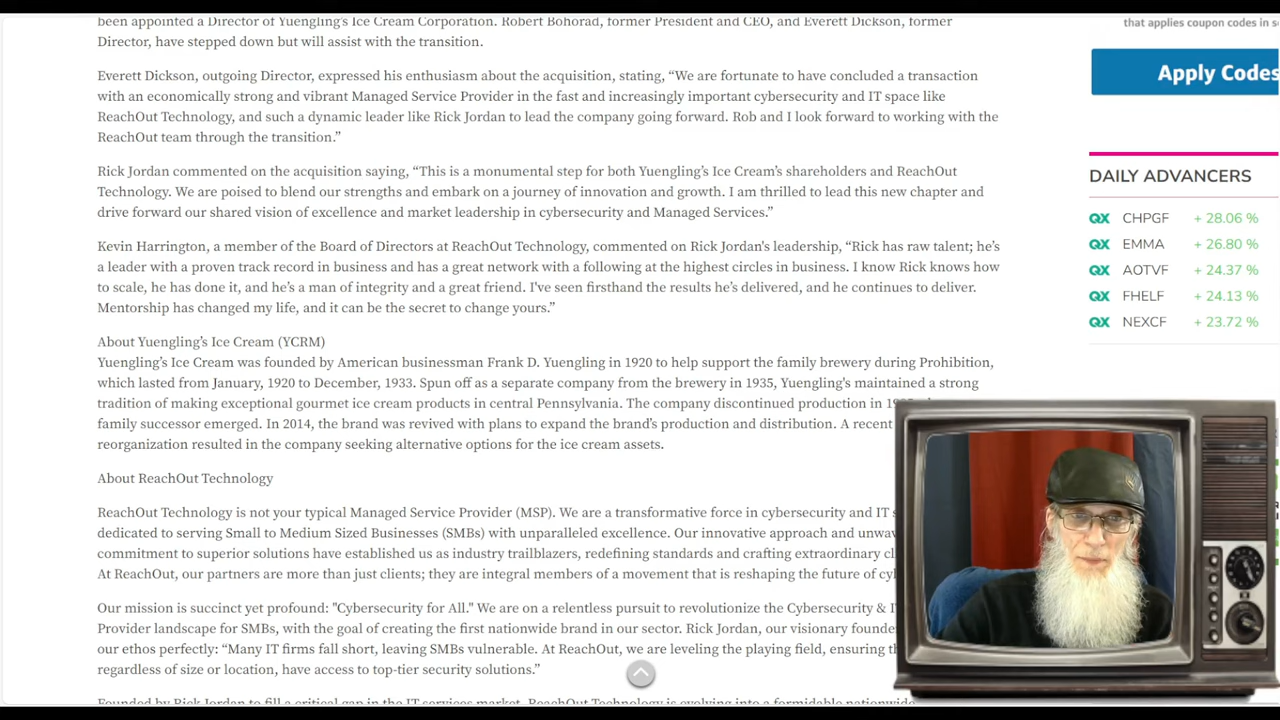 been appointed a Director of Yuengling's Ice Cream Corporation. Robert Bohorad, former President and CEO, and Everett Dickson, former
Director, have stepped down but will assist with the transition.
Everett Dickson, outgoing Director, expressed his enthusiasm about the acquisition, stating, “We are fortunate to have concluded a transaction
with an economically strong and vibrant Managed Service Provider in the fast and increasingly important cybersecurity and IT space like
ReachOut Technology, and such a dynamic leader like Rick Jordan to lead the company going forward. Rob and I look forward to working with the
ReachOut team through the transition.”
Rick Jordan commented on the acquisition saying, “This is a monumental step for both Yuengling’s Ice Cream’s shareholders and ReachOut
Technology. We are poised to blend our strengths and embark on a journey of innovation and growth. I am thrilled to lead this new chapter and
drive forward our shared vision of excellence and market leadership in cybersecurity and Managed Services.”
Kevin Harrington, a member of the Board of Directors at ReachOut Technology, commented on Rick Jordan's leadership, “Rick has raw talent; he’s
a leader with a proven track record in business and has a great network with a following at the highest circles in business. I know Rick knows how
to scale, he has done it, and he’s a man of integrity and a great friend. I've seen firsthand the results he’s delivered, and he continues to deliver.
Mentorship has changed my life, and it can be the secret to change yours.”
About Yuengling’s Ice Cream (YCRM)
Yuengling’s Ice Cream was founded by American businessman Frank D. Yuengling in 1920 to help support the family brewery during Prohibition,
which lasted from January, 1920 to December, 1933. Spun off as a separate company from the brewery in 1935, Yuengling's maintained a strong
tradition of making exceptional gourmet ice cream products in central Pennsylvania. The company discontinued production in
family successor emerged. In 2014, the brand was revived with plans to expand the brand’s production and distribution. A recent
reorganization resulted in the company seeking alternative options for the ice cream assets.
About ReachOut Technology
ReachOut Technology is not your typical Managed Service Provider (MSP). We are a transformative force in cybersecurity and IT
dedicated to serving Small to Medium Sized Businesses (SMBs) with unparalleled excellence. Our innovative approach and
commitment to superior solutions have established us as industry trailblazers, redefining standards and crafting extraordinary
At ReachOut, our partners are more than just clients; they are integral members of a movement that is reshaping the future of
Our mission is succinct yet profound: "Cybersecurity for All." We are on a relentless pursuit to revolutionize the Cybersecurity &
Provider landscape for SMBs, with the goal of creating the first nationwide brand in our sector. Rick Jordan, our visionary
our ethos perfectly: “Many IT firms fall short, leaving SMBs vulnerable. At ReachOut, we are leveling the playing field, ensuring
regardless of size or location, have access to top-tier security solutions.”
Founded by Rick Jordan to fill a critical gap in the IT services market, ReachOut Technology is evolving into a formidable nationwide
that applies coupon codes in
Apply Codes
DAILY ADVANCERS
QX CHPGF + 28.06 %
QX EMMA + 26.80 %
QX AOTVF + 24.37 %
QX FHELF + 24.13 %
QX NEXCF + 23.72 %